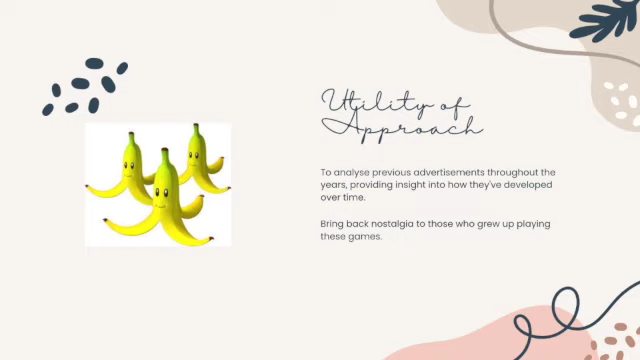 Utility of
Approach
To analyse previous advertisements throughout the
years, providing insight into how they've developed
over time.
Bring back nostalgia to those who grew up playing
these games.